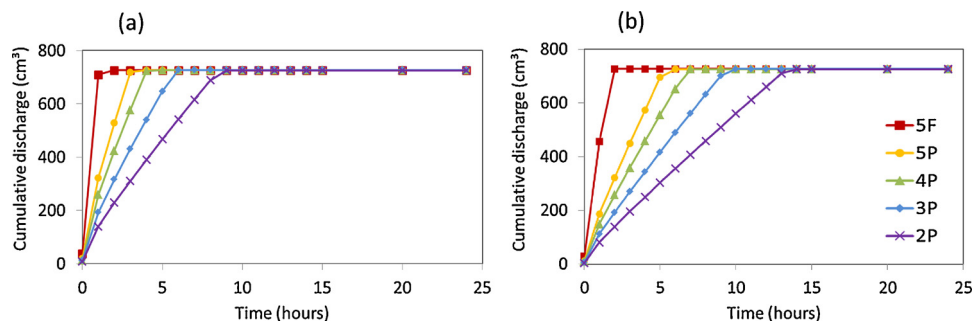 (a)
Cumulative discharge (cm³)
800
600
400
200
0
0 5 10 15 20 25
Time (hours)
(b)
Cumulative discharge (cm³)
800
600
400
200
0
5F
5P
4P
3P
2P
0 5 10 15 20 25
Time (hours)